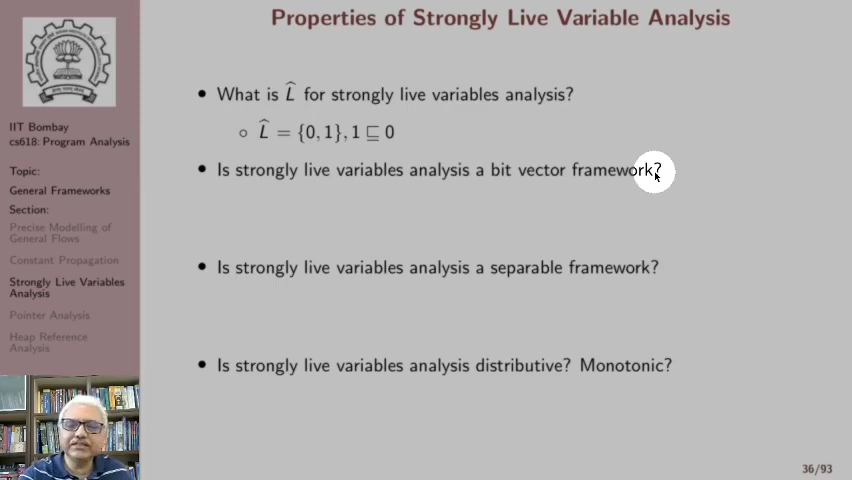 Properties of Strongly Live Variable Analysis
IIT Bombay
cs618: Program Analysis
Topic:
General Frameworks
Section:
Precise Modelling of
General Flows
Constant Propagation
Strongly Live Variables
Analysis
Pointer Analysis
Heap Reference
Analysis
• What is L̂ for strongly live variables analysis?
○ L̂ = {0, 1}, 1 ⊑ 0
• Is strongly live variables analysis a bit vector framework?
• Is strongly live variables analysis a separable framework?
• Is strongly live variables analysis distributive? Monotonic?
36/93